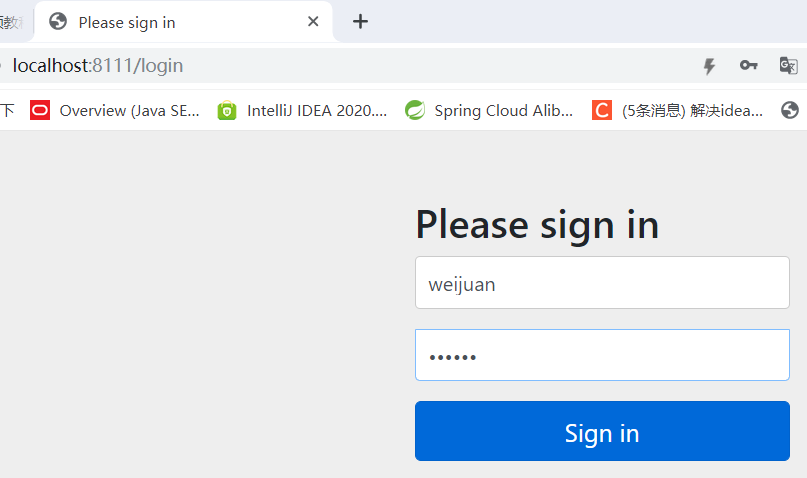 Please sign in
localhost:8111/login
下 Overview (Java SE... IntelliJ IDEA 2020.... Spring Cloud Alib... (5条消息) 解决idea...
Please sign in
weijuan
••••••
Sign in